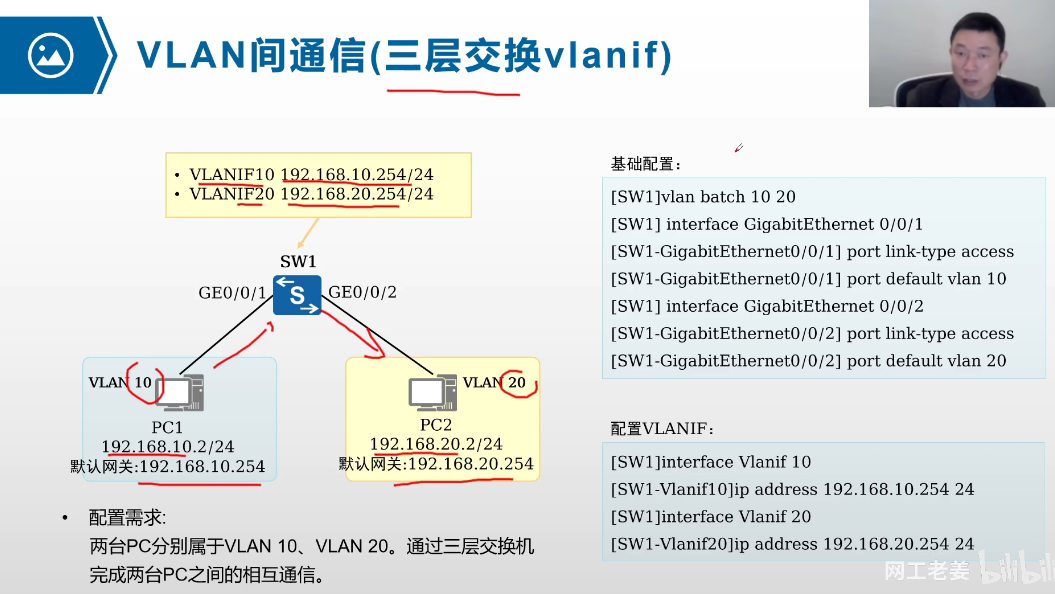 VLAN间通信(三层交换vlanif)
• VLANIF10 192.168.10.254/24
• VLANIF20 192.168.20.254/24
SW1
GE0/0/1
S
GE0/0/2
VLAN 10
PC1
192.168.10.2/24
默认网关:192.168.10.254
VLAN 20
PC2
192.168.20.2/24
默认网关:192.168.20.254
• 配置需求:
两台PC分别属于VLAN 10、VLAN 20。通过三层交换机
完成两台PC之间的相互通信。
基础配置：
[SW1]vlan batch 10 20
[SW1] interface GigabitEthernet 0/0/1
[SW1-GigabitEthernet0/0/1] port link-type access
[SW1-GigabitEthernet0/0/1] port default vlan 10
[SW1] interface GigabitEthernet 0/0/2
[SW1-GigabitEthernet0/0/2] port link-type access
[SW1-GigabitEthernet0/0/2] port default vlan 20
配置VLANIF：
[SW1]interface Vlanif 10
[SW1-Vlanif10]ip address 192.168.10.254 24
[SW1]interface Vlanif 20
[SW1-Vlanif20]ip address 192.168.20.254 24
网工老姜 bilibili